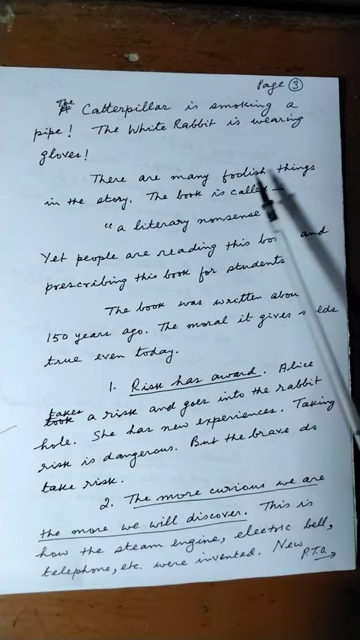 Page 3
The Catterpillar is smoking a
pipe! The White Rabbit is wearing
gloves!
There are many foolish things
in the story. The book is called —
"a literary nonsense
Yet people are reading this bo and
prescribing this book for students
The book was written abou
150 years ago. The moral it gives lds
true even today.
1. Risk has award. Alice
takes a risk and goes into the rabbit
hole. She has new experiences. Taking
risk is dangerous. But the brave do
take risk.
2. The more curious we are
the more we will discover. This is
how the steam engine, electric bell,
telephone, etc. were invented. New
P.T.O.